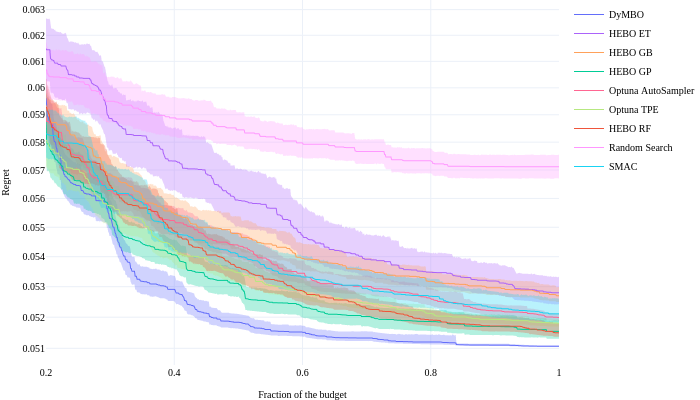 0.063
0.062
0.061
0.06
0.059
0.058
0.057
0.056
0.055
0.054
0.053
0.052
0.051
Regret
0.2
0.4
0.6
0.8
1
Fraction of the budget
DyMBO
HEBO ET
HEBO GB
HEBO GP
Optuna AutoSampler
Optuna TPE
HEBO RF
Random Search
SMAC